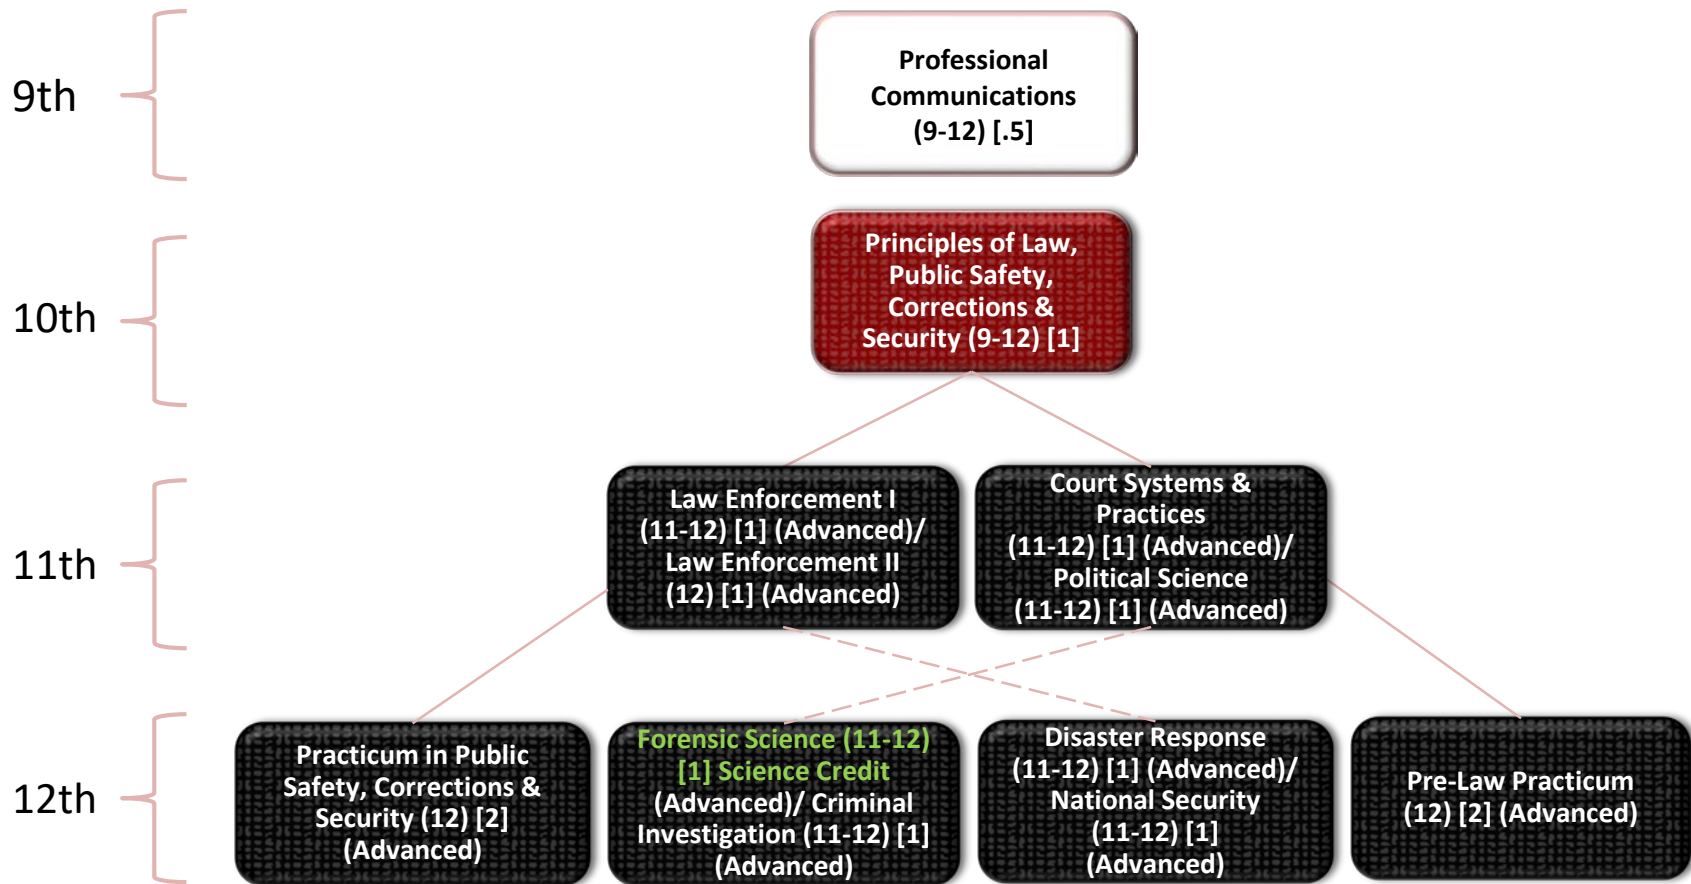 9th
Professional
Communications
(9-12) [.5]
10th
Principles of Law,
Public Safety,
Corrections &
Security (9-12) [1]
11th
Law Enforcement I
(11-12) [1] (Advanced)/
Law Enforcement II
(12) [1] (Advanced)
Court Systems &
Practices
(11-12) [1] (Advanced)/
Political Science
(11-12) [1] (Advanced)
12th
Practicum in Public
Safety, Corrections &
Security (12) [2]
(Advanced)
Forensic Science (11-12)
[1] Science Credit
(Advanced)/ Criminal
Investigation (11-12) [1]
(Advanced)
Disaster Response
(11-12) [1] (Advanced)/
National Security
(11-12) [1]
(Advanced)
Pre-Law Practicum
(12) [2] (Advanced)